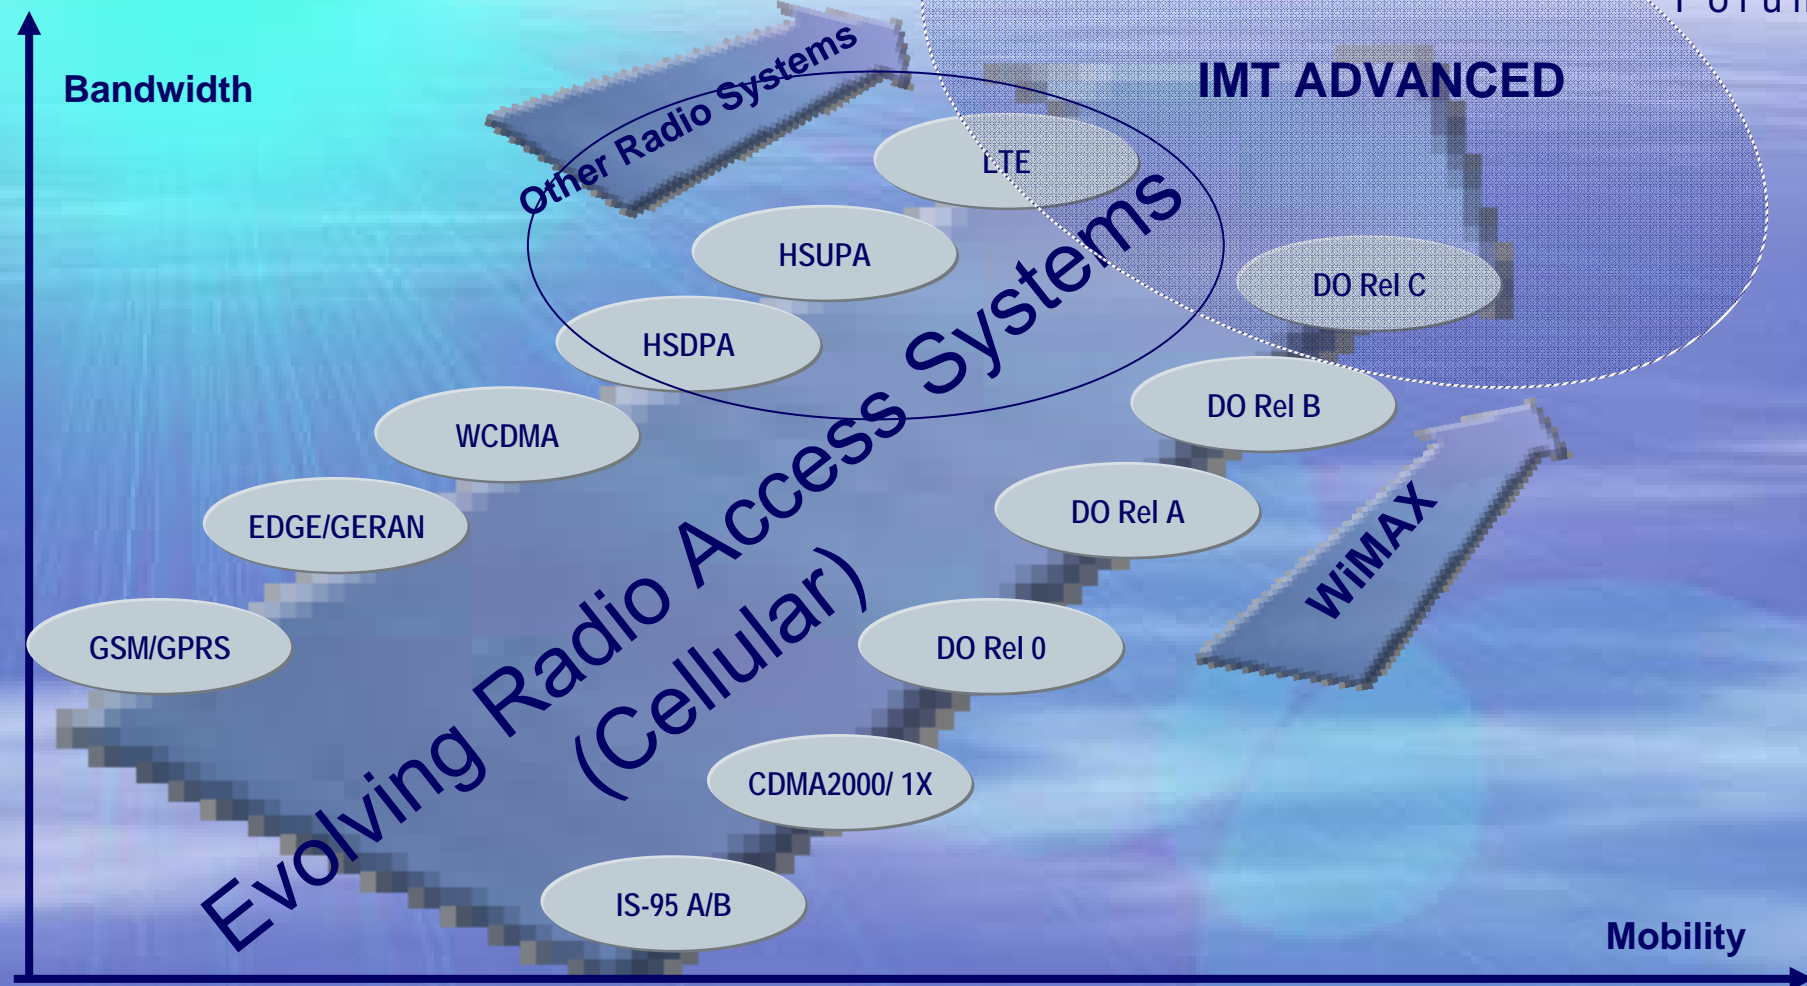 Forum
Bandwidth
IMT ADVANCED
Other Radio Systems
LTE
HSUPA
DO Rel C
HSDPA
DO Rel B
WCDMA
DO Rel A
EDGE/GERAN
WiMAX
GSM/GPRS
DO Rel 0
Evolving Radio Access Systems
(Cellular)
CDMA2000/ 1X
IS-95 A/B
Mobility